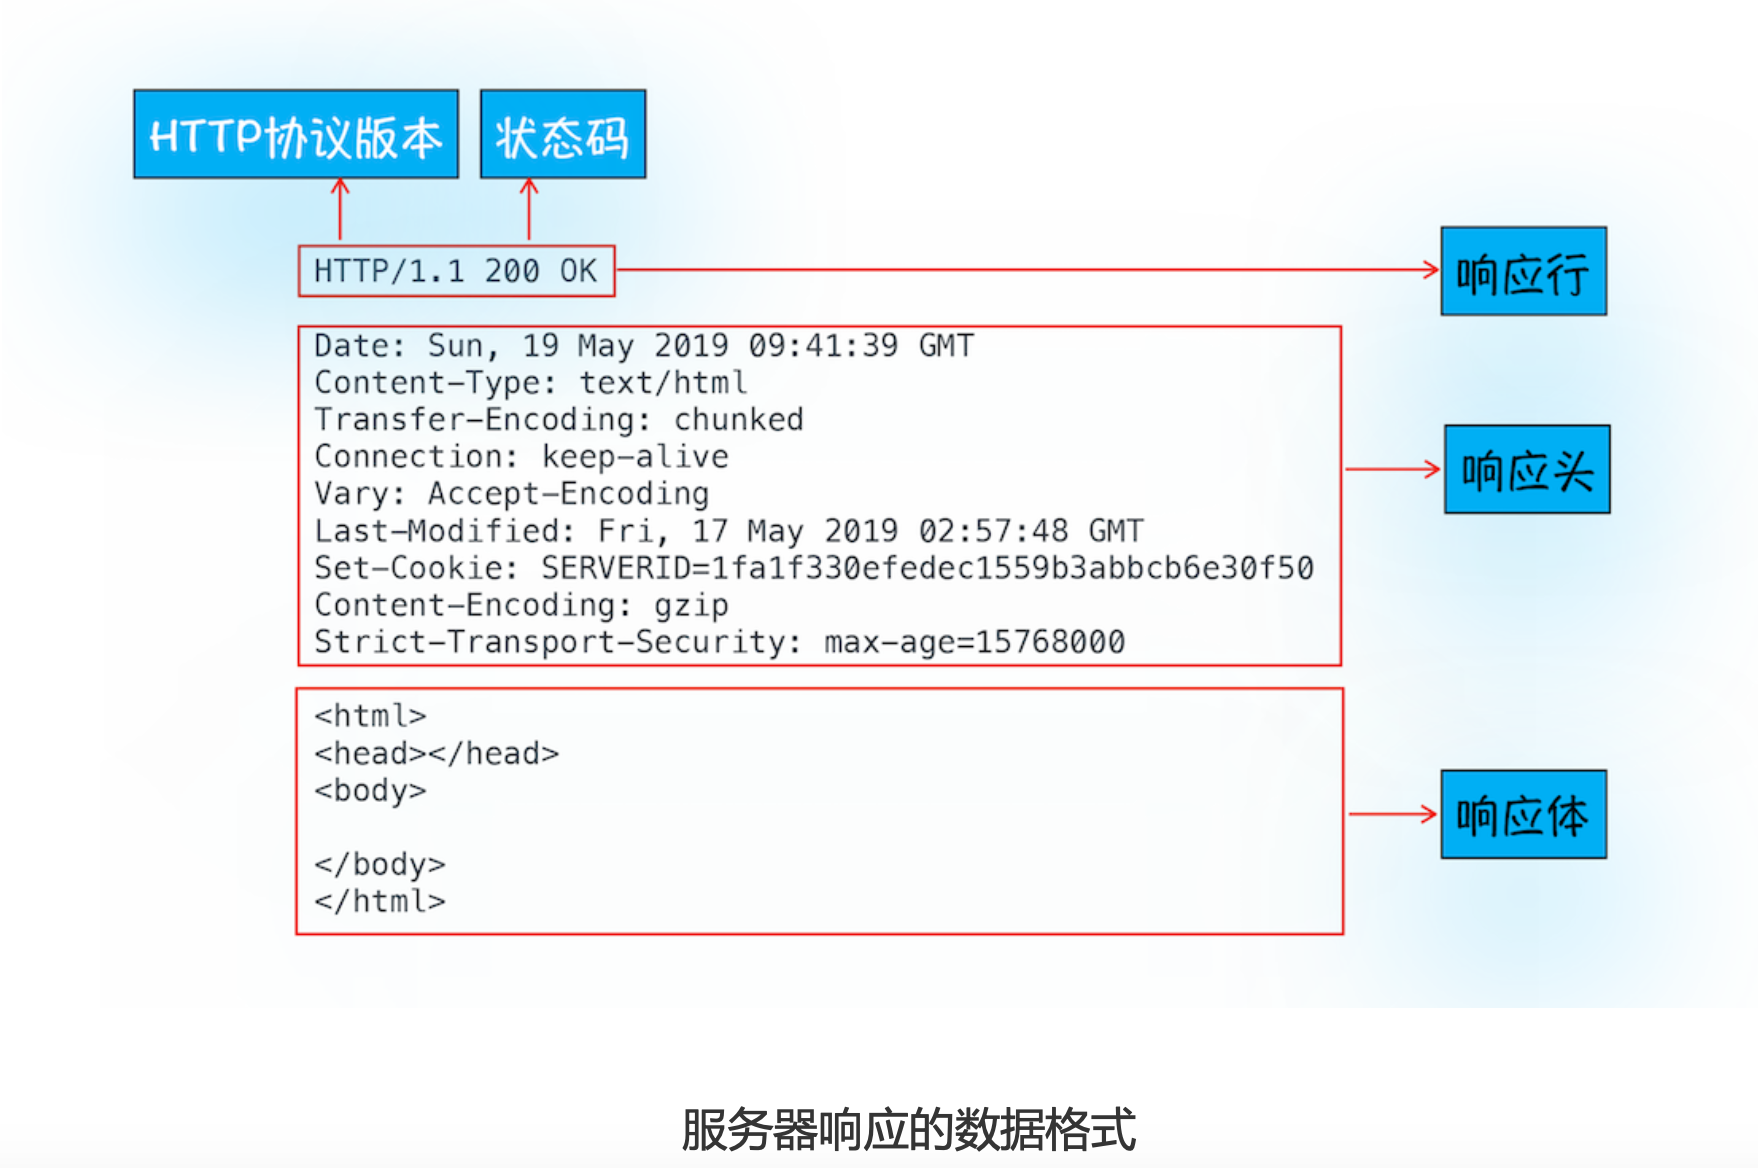 HTTP协议版本
状态码
HTTP/1.1 200 OK
响应行
Date: Sun, 19 May 2019 09:41:39 GMT
Content-Type: text/html
Transfer-Encoding: chunked
Connection: keep-alive
Vary: Accept-Encoding
Last-Modified: Fri, 17 May 2019 02:57:48 GMT
Set-Cookie: SERVERID=1fa1f330efedec1559b3abbcb6e30f50
Content-Encoding: gzip
Strict-Transport-Security: max-age=15768000
响应头
<html>
<head></head>
<body>
</body>
</html>
响应体
服务器响应的数据格式